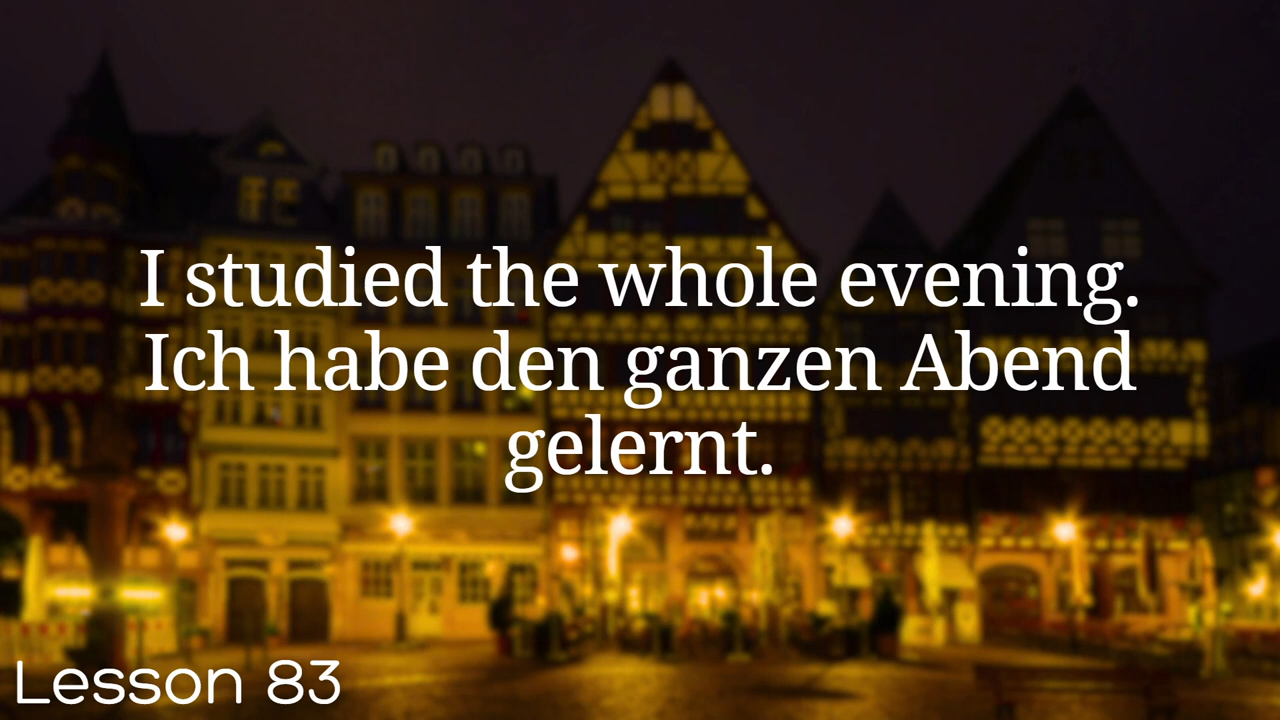 I studied the whole evening.
Ich habe den ganzen Abend
gelernt.
Lesson 83